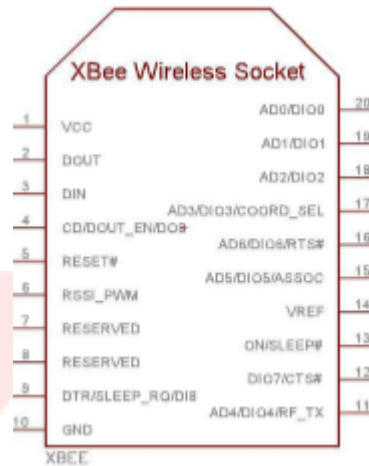 XBee Wireless Socket
1 VCC
2 DOUT
3 DIN
4 CD/DOUT_EN/DO8
5 RESET#
6 RSSI_PWM
7 RESERVED
8 RESERVED
9 DTR/SLEEP_RQ/DI8
10 GND
AD0/DIO0 20
AD1/DIO1 19
AD2/DIO2 18
AD3/DIO3/COORD_SEL 17
AD6/DIO6/RTS# 16
AD5/DIO5/ASSOC 15
VREF 14
ON/SLEEP# 13
DIO7/CTS# 12
AD4/DIO4/RF_TX 11
XBEE